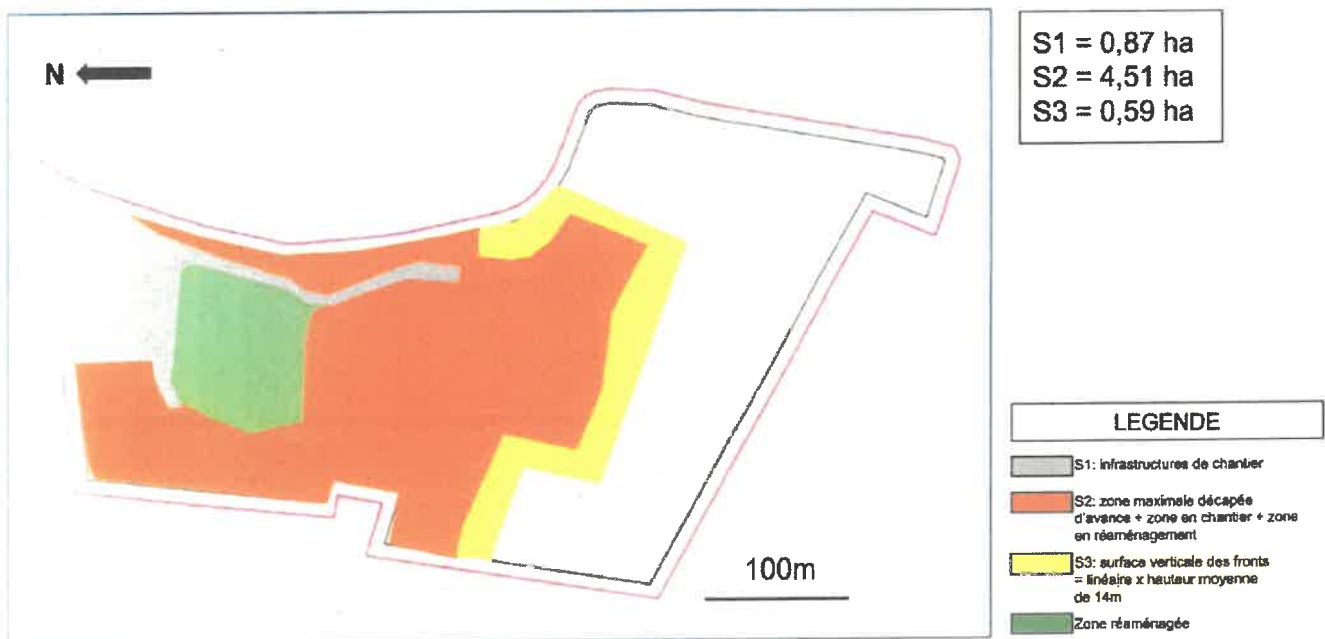 N
S1 = 0,87 ha
S2 = 4,51 ha
S3 = 0,59 ha
100m
LEGENDE
S1: infrastructures de chantier
S2: zone maximale décapée
d'avance + zone en chantier + zone
en réaménagement
S3: surface verticale des fronts
= linéaire x hauteur moyenne
de 14m
Zone réaménagée